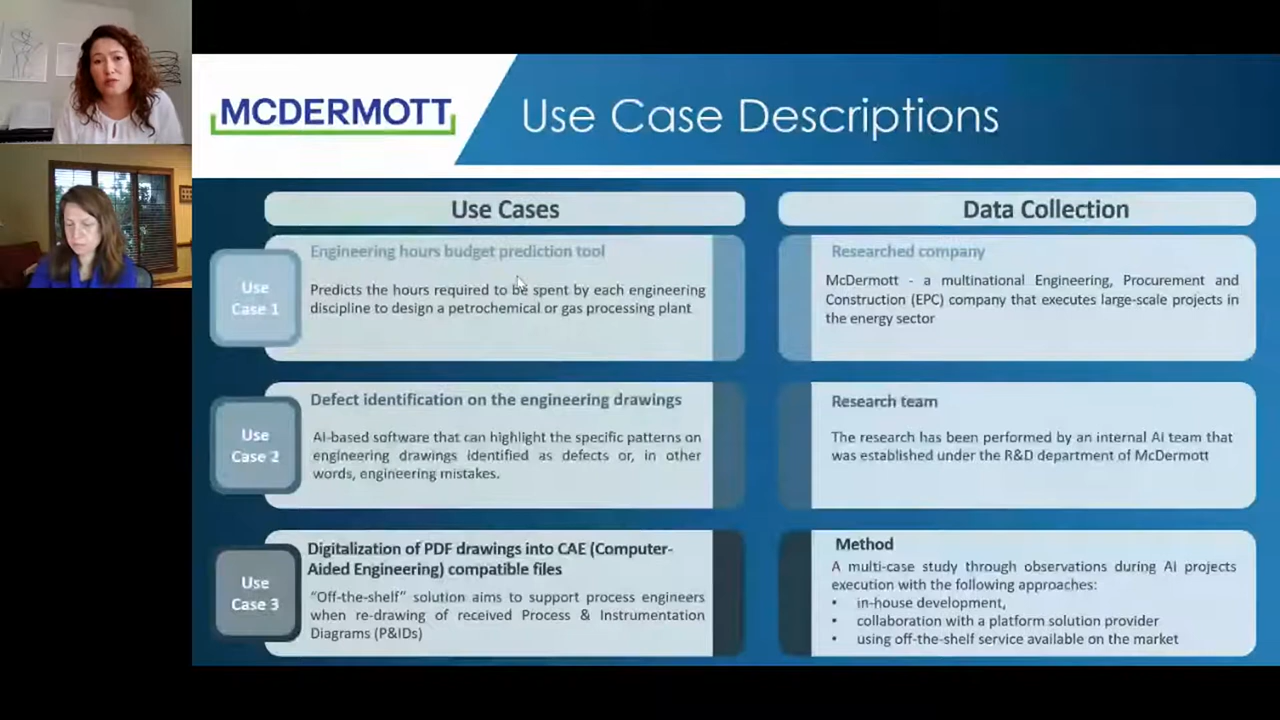 MCDERMOTT
Use Case Descriptions
Use Cases
Use
Case 1
Engineering hours budget prediction tool
Predicts the hours required to be spent by each engineering
discipline to design a petrochemical or gas processing plant
Use
Case 2
Defect identification on the engineering drawings
AI-based software that can highlight the specific patterns on
engineering drawings identified as defects or, in other
words, engineering mistakes.
Use
Case 3
Digitalization of PDF drawings into CAE (Computer-
Aided Engineering) compatible files
“Off-the-shelf” solution aims to support process engineers
when re-drawing of received Process & Instrumentation
Diagrams (P&IDs)
Data Collection
Researched company
McDermott - a multinational Engineering, Procurement and
Construction (EPC) company that executes large-scale projects in
the energy sector
Research team
The research has been performed by an internal AI team that
was established under the R&D department of McDermott
Method
A multi-case study through observations during AI projects
execution with the following approaches:
• in-house development,
• collaboration with a platform solution provider
• using off-the-shelf service available on the market